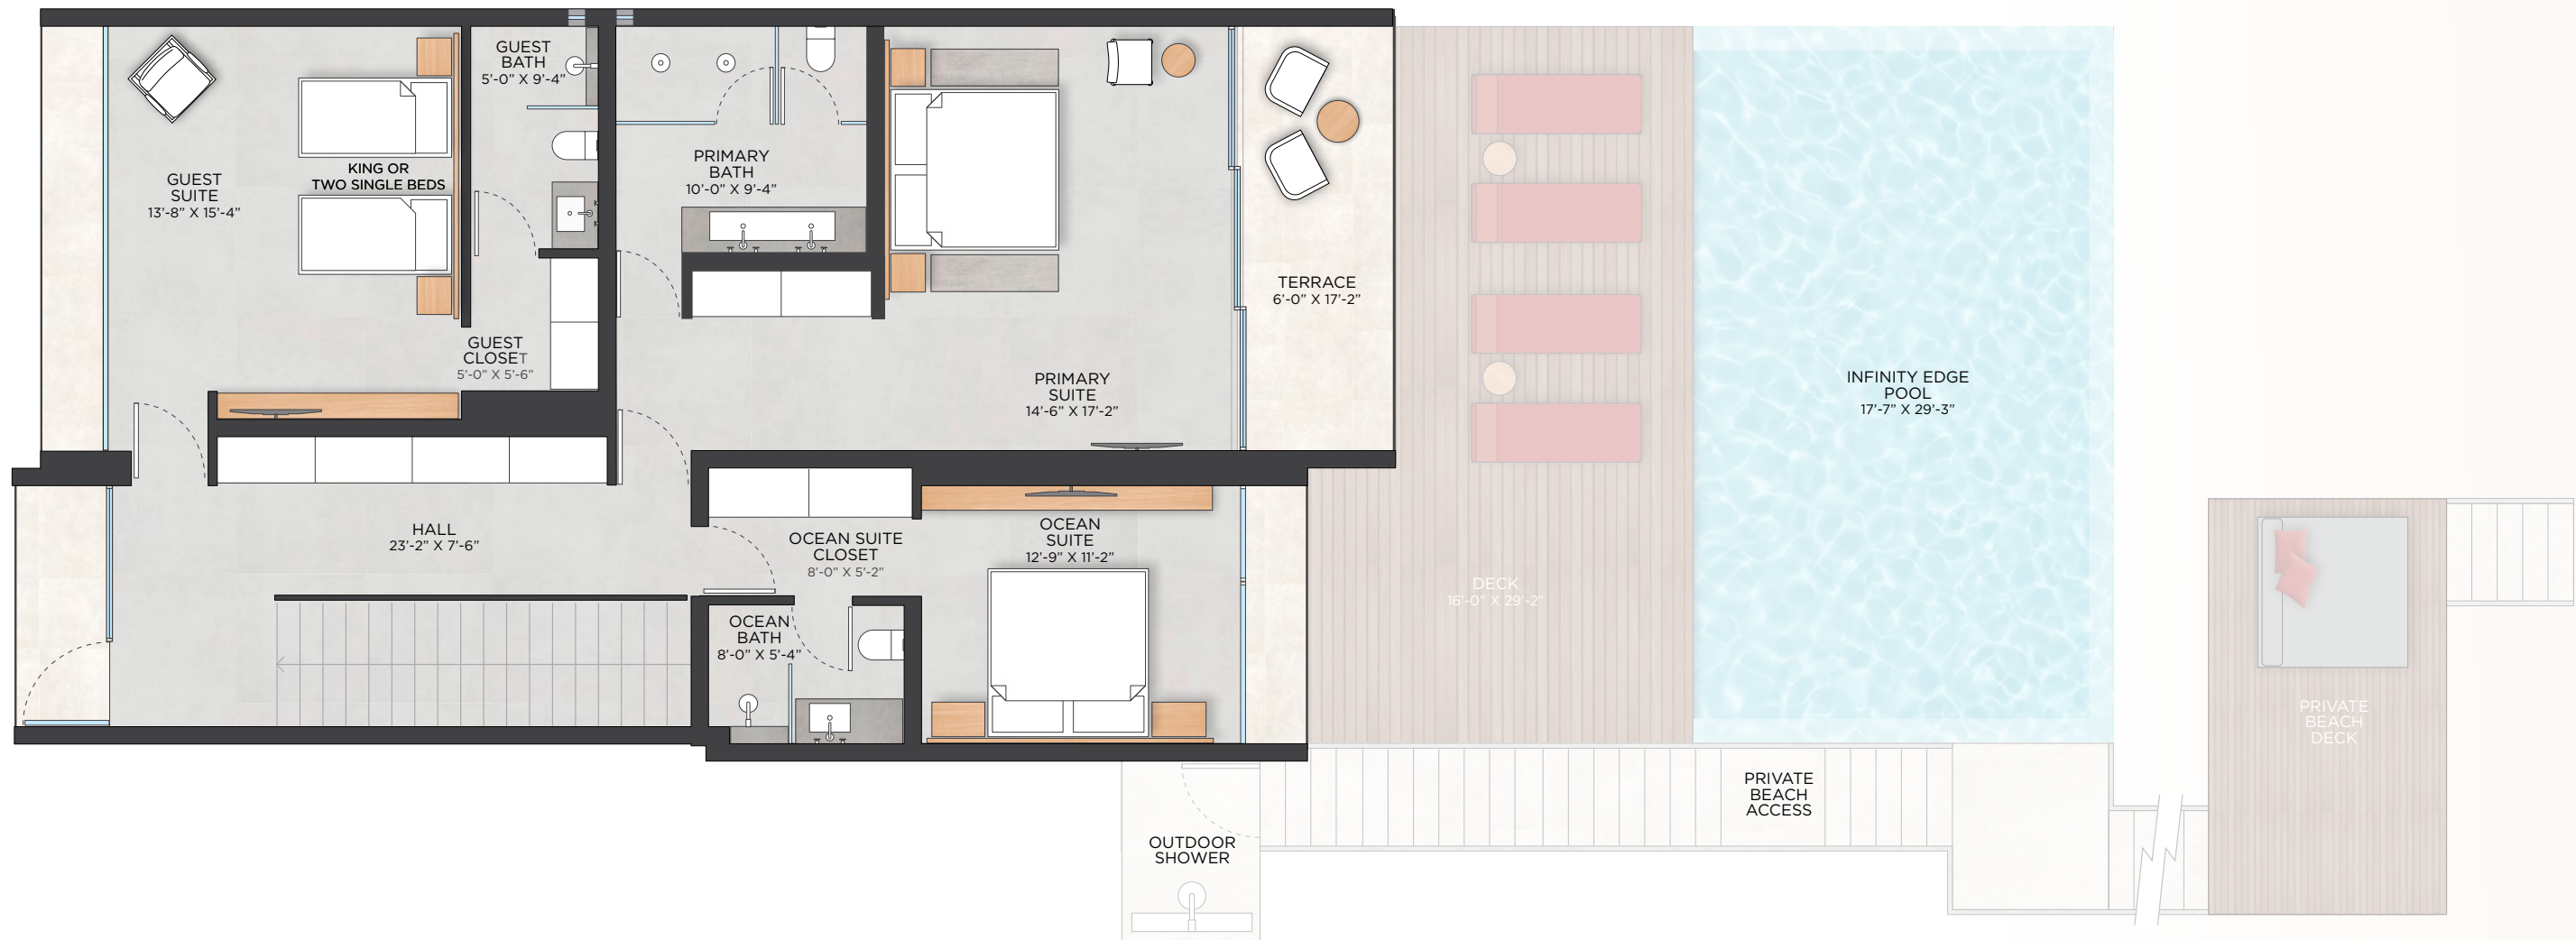 GUEST
SUITE
13'-8" X 15'-4"
KING OR
TWO SINGLE BEDS
GUEST
BATH
5'-0" X 9'-4"
GUEST
CLOSET
5'-0" X 5'-6"
PRIMARY
BATH
10'-0" X 9'-4"
PRIMARY
SUITE
14'-6" X 17'-2"
TERRACE
6'-0" X 17'-2"
INFINITY EDGE
POOL
17'-7" X 29'-3"
HALL
23'-2" X 7'-6"
OCEAN SUITE
CLOSET
8'-0" X 5'-2"
OCEAN
SUITE
12'-9" X 11'-2"
OCEAN
BATH
8'-0" X 5'-4"
DECK
16'-0" X 29'-2"
PRIVATE
BEACH
DECK
PRIVATE
BEACH
ACCESS
OUTDOOR
SHOWER